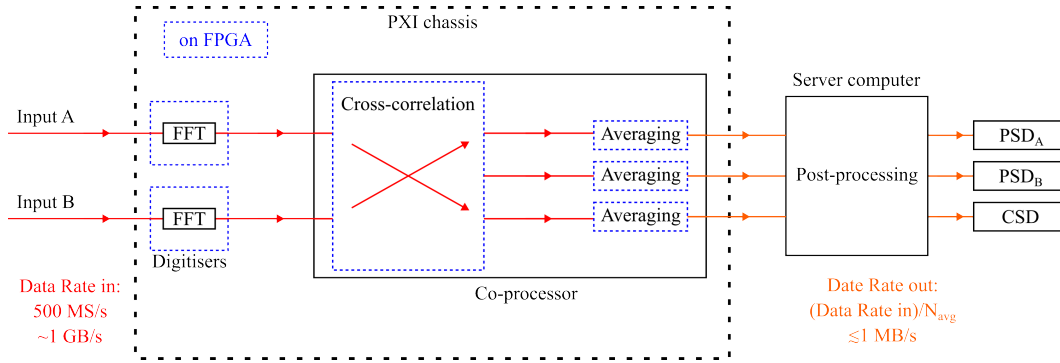 PXI chassis
on FPGA
Server computer
Cross-correlation
Input A
FFT
Averaging
PSD_A
Averaging
Post-processing
PSD_B
Input B
FFT
Averaging
CSD
Digitisers
Co-processor
Data Rate in:
500 MS/s
~1 GB/s
Date Rate out:
(Data Rate in)/N_avg
≲1 MB/s